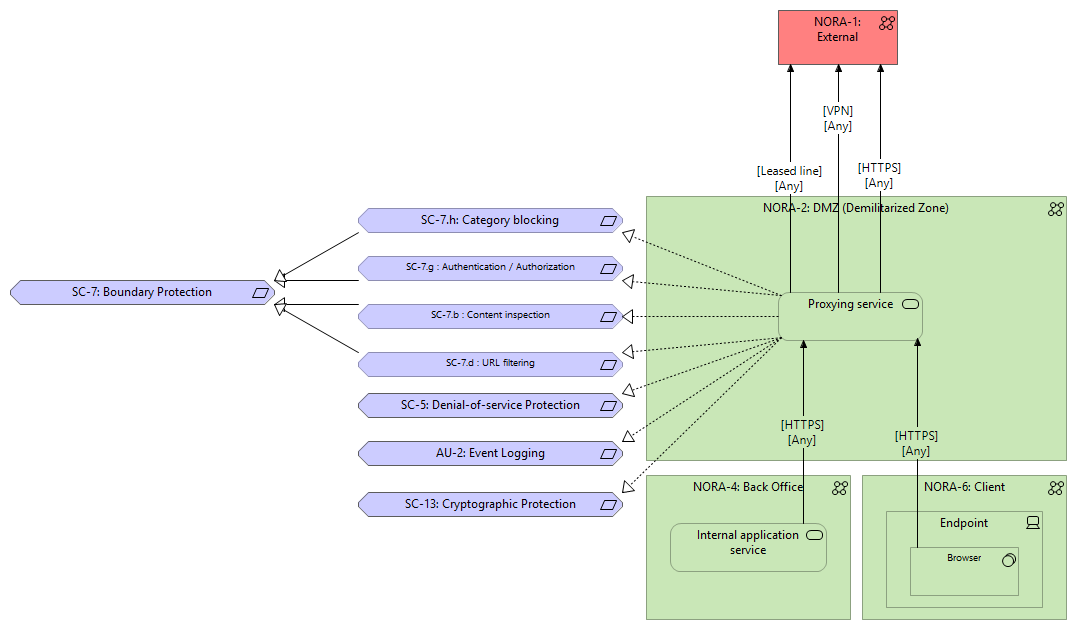 NORA-1:
External
[VPN]
[Any]
[Leased line]
[Any]
[HTTPS]
[Any]
NORA-2: DMZ (Demilitarized Zone)
SC-7.h: Category blocking
SC-7.g : Authentication / Authorization
SC-7: Boundary Protection
Proxying service
SC-7.b : Content inspection
SC-7.d : URL filtering
SC-5: Denial-of-service Protection
[HTTPS]
[Any]
[HTTPS]
[Any]
AU-2: Event Logging
SC-13: Cryptographic Protection
NORA-4: Back Office
Internal application
service
NORA-6: Client
Endpoint
Browser